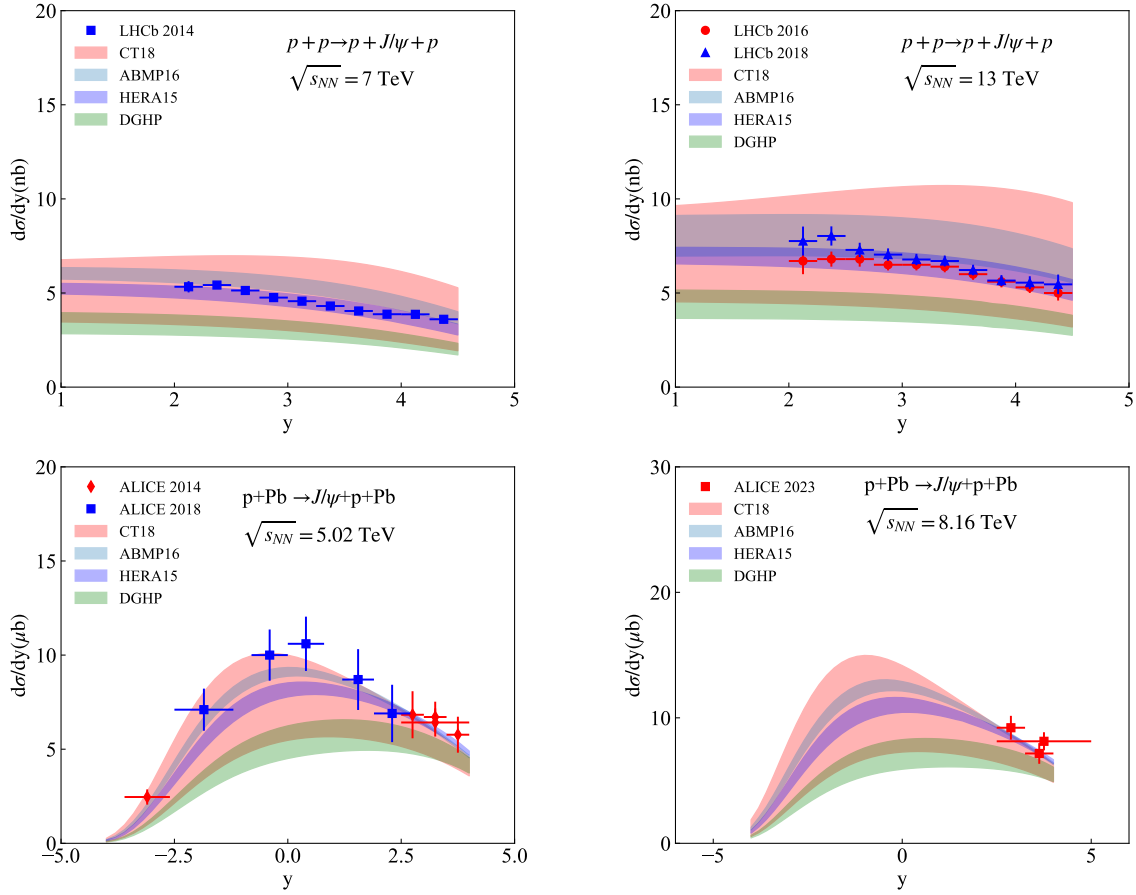 20
15
10
5
0
1
2
3
4
5
y
dσ/dy(nb)
LHCb 2014
CT18
ABMP16
HERA15
DGHP
p + p→p + J/ψ + p
√s_NN = 7 TeV
20
15
10
5
0
1
2
3
4
5
y
dσ/dy(nb)
LHCb 2016
LHCb 2018
CT18
ABMP16
HERA15
DGHP
p + p→p + J/ψ + p
√s_NN = 13 TeV
20
15
10
5
0
−5.0
−2.5
0.0
2.5
5.0
y
dσ/dy(μb)
ALICE 2014
ALICE 2018
CT18
ABMP16
HERA15
DGHP
p+Pb →J/ψ+p+Pb
√s_NN = 5.02 TeV
30
20
10
0
−5
0
5
y
dσ/dy(μb)
ALICE 2023
CT18
ABMP16
HERA15
DGHP
p+Pb →J/ψ+p+Pb
√s_NN = 8.16 TeV